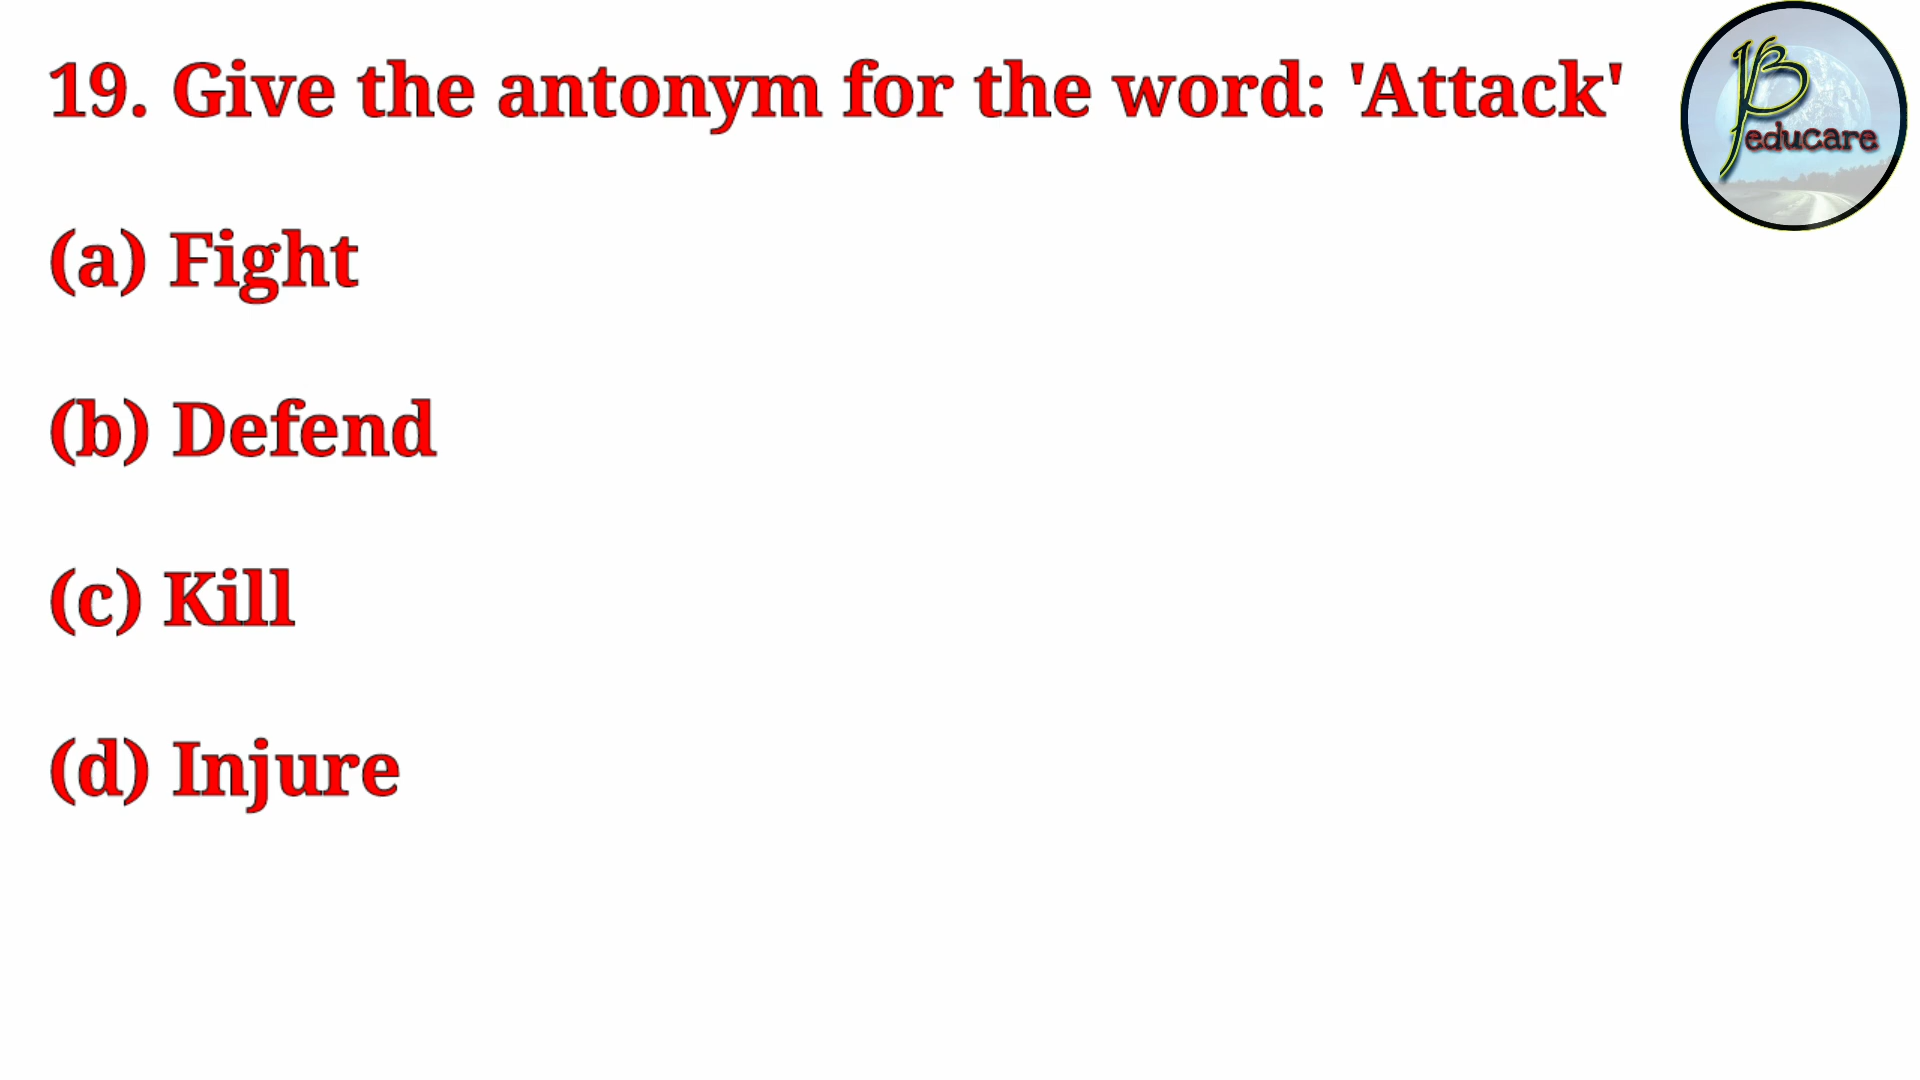 19. Give the antonym for the word: 'Attack'
(a) Fight
(b) Defend
(c) Kill
(d) Injure
educare